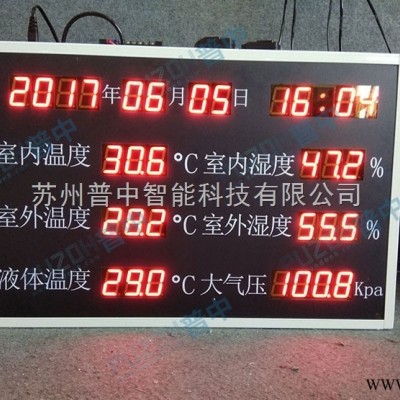 2017年06月05日 16:04
室内温度 30.6 °C 室内湿度 47.2 %
苏州普中智能科技有限公司
室外温度 28.2 °C 室外湿度 55.5 %
液体温度 29.0 °C 大气压 100.8 Kpa
www.